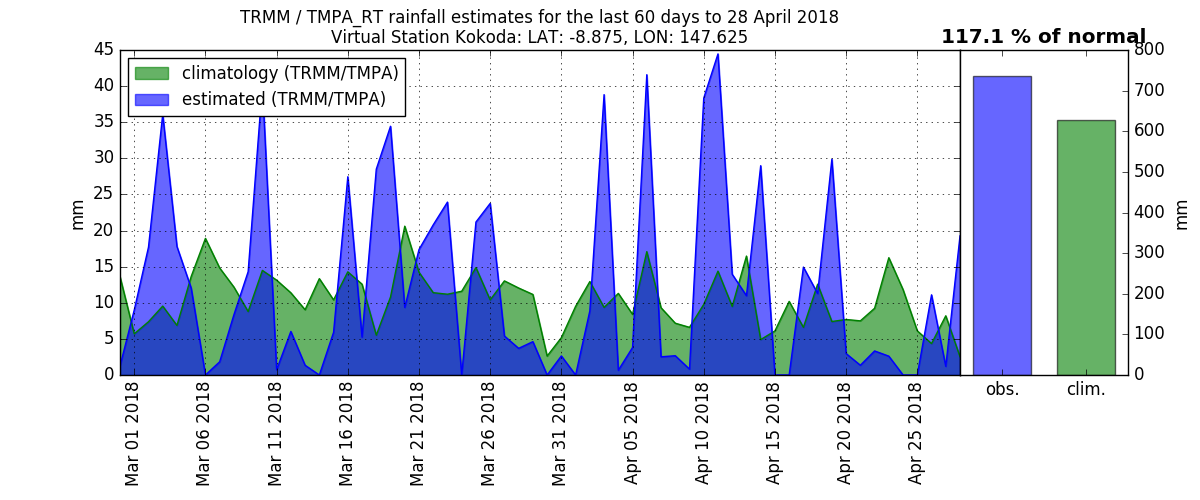 TRMM / TMPA_RT rainfall estimates for the last 60 days to 28 April 2018
Virtual Station Kokoda: LAT: -8.875, LON: 147.625
117.1 % of normal
climatology (TRMM/TMPA)
estimated (TRMM/TMPA)
mm
45
40
35
30
25
20
15
10
5
0
Mar 01 2018
Mar 06 2018
Mar 11 2018
Mar 16 2018
Mar 21 2018
Mar 26 2018
Mar 31 2018
Apr 05 2018
Apr 10 2018
Apr 15 2018
Apr 20 2018
Apr 25 2018
800
700
600
500
400
300
200
100
0
mm
obs.
clim.